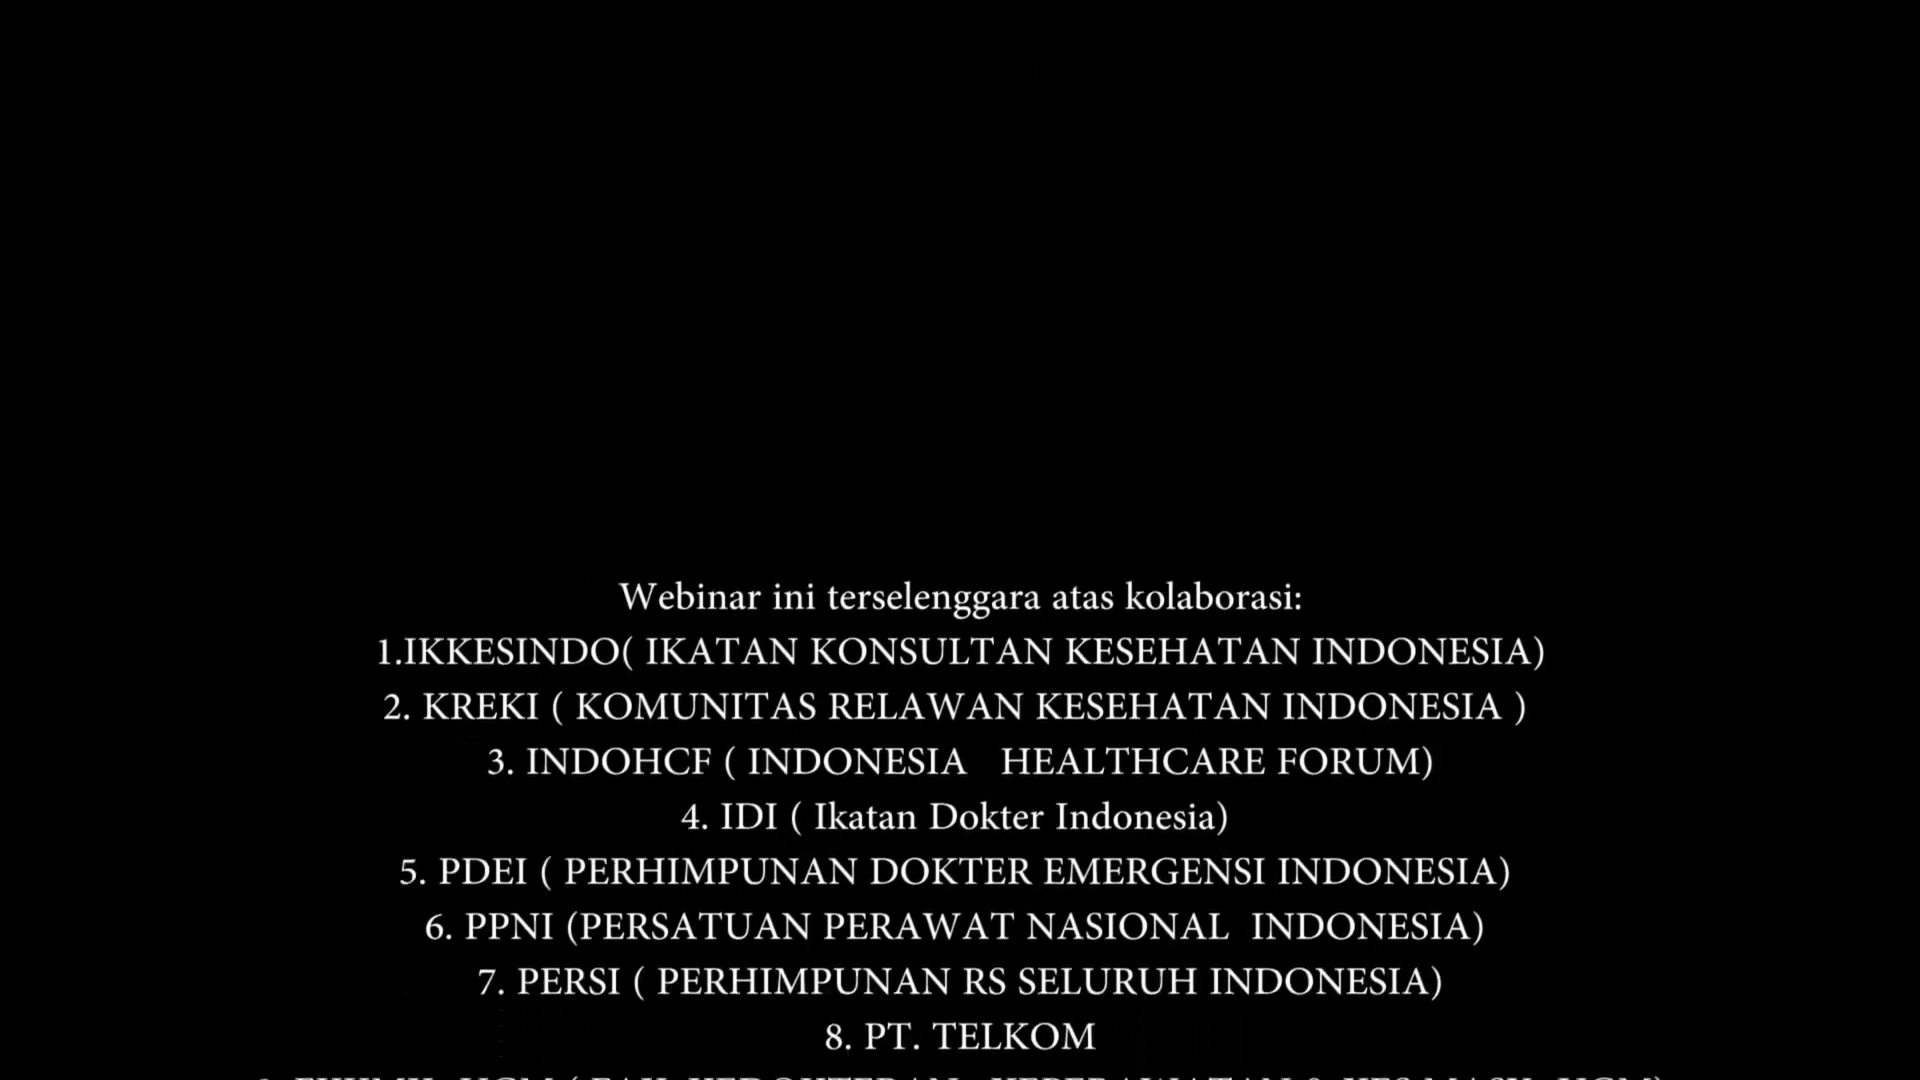 Webinar ini terselenggara atas kolaborasi:
1.IKKESINDO( IKATAN KONSULTAN KESEHATAN INDONESIA)
2. KREKI ( KOMUNITAS RELAWAN KESEHATAN INDONESIA )
3. INDOHCF ( INDONESIA HEALTHCARE FORUM)
4. IDI ( Ikatan Dokter Indonesia)
5. PDEI ( PERHIMPUNAN DOKTER EMERGENSI INDONESIA)
6. PPNI (PERSATUAN PERAWAT NASIONAL INDONESIA)
7. PERSI ( PERHIMPUNAN RS SELURUH INDONESIA)
8. PT. TELKOM